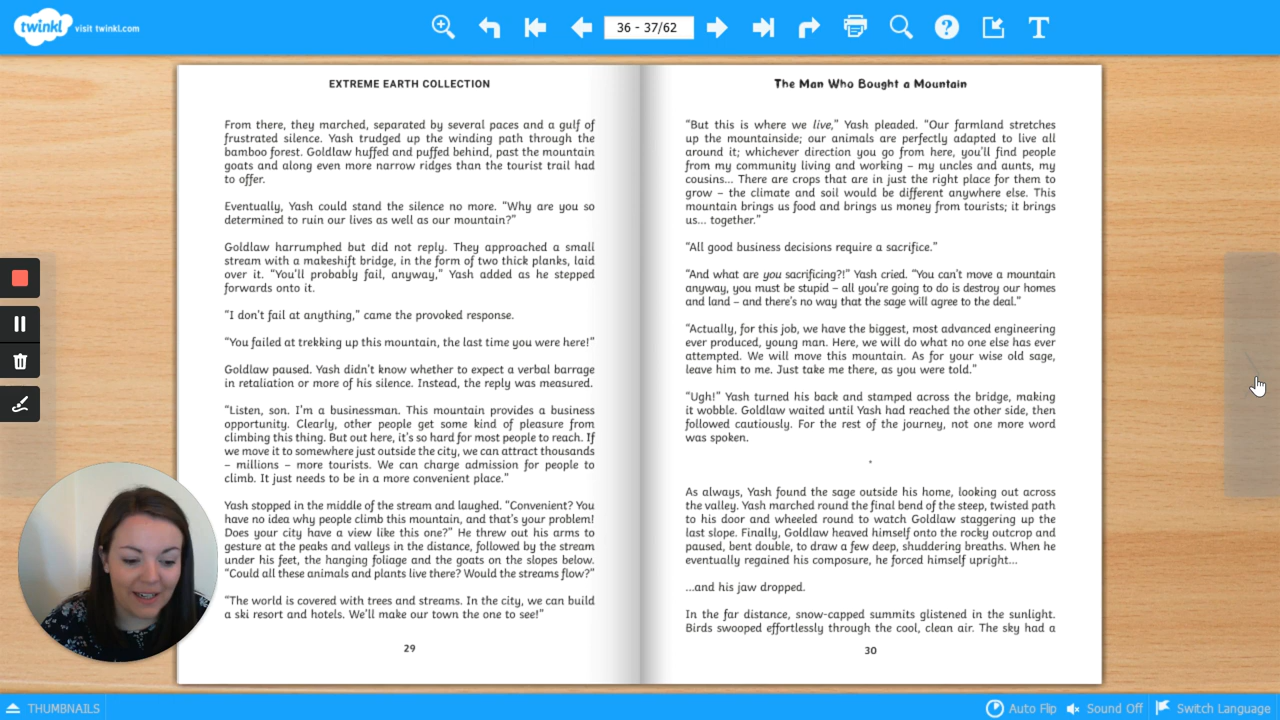 twinkl visit twinkl.com
36 - 37/62
EXTREME EARTH COLLECTION
From there, they marched, separated by several paces and a gulf of
frustrated silence. Yash trudged up the winding path through the
bamboo forest. Goldlaw huffed and puffed behind, past the mountain
goats and along even more narrow ridges than the tourist trail had
to offer.
Eventually, Yash could stand the silence no more. “Why are you so
determined to ruin our lives as well as our mountain?”
Goldlaw harrumphed but did not reply. They approached a small
stream with a makeshift bridge, in the form of two thick planks, laid
over it. “You’ll probably fail, anyway,” Yash added as he stepped
forwards onto it.
“I don’t fail at anything,” came the provoked response.
“You failed at trekking up this mountain, the last time you were here!”
Goldlaw paused. Yash didn’t know whether to expect a verbal barrage
in retaliation or more of his silence. Instead, the reply was measured.
“Listen, son. I’m a businessman. This mountain provides a business
opportunity. Clearly, other people get some kind of pleasure from
climbing this thing. But out here, it’s so hard for most people to reach. If
we move it to somewhere just outside the city, we can attract thousands
– millions – more tourists. We can charge admission for people to
climb. It just needs to be in a more convenient place.”
Yash stopped in the middle of the stream and laughed. “Convenient? You
have no idea why people climb this mountain, and that’s your problem!
Does your city have a view like this one?” He threw out his arms to
gesture at the peaks and valleys in the distance, followed by the stream
under his feet, the hanging foliage and the goats on the slopes below.
“Could all these animals and plants live there? Would the streams flow?”
“The world is covered with trees and streams. In the city, we can build
a ski resort and hotels. We’ll make our town the one to see!”
29
The Man Who Bought a Mountain
“But this is where we live,” Yash pleaded. “Our farmland stretches
up the mountainside; our animals are perfectly adapted to live all
around it; whichever direction you go from here, you’ll find people
from my community living and working – my uncles and aunts, my
cousins... There are crops that are in just the right place for them to
grow – the climate and soil would be different anywhere else. This
mountain brings us food and brings us money from tourists; it brings
us... together.”
“All good business decisions require a sacrifice.”
“And what are you sacrificing?!” Yash cried. “You can’t move a mountain
anyway, you must be stupid – all you’re going to do is destroy our homes
and land – and there’s no way that the sage will agree to the deal.”
“Actually, for this job, we have the biggest, most advanced engineering
ever produced, young man. Here, we will do what no one else has ever
attempted. We will move this mountain. As for your wise old sage,
leave him to me. Just take me there, as you were told.”
“Ugh!” Yash turned his back and stamped across the bridge, making
it wobble. Goldlaw waited until Yash had reached the other side, then
followed cautiously. For the rest of the journey, not one more word
was spoken.
*
As always, Yash found the sage outside his home, looking out across
the valley. Yash marched round the final bend of the steep, twisted path
to his door and wheeled round to watch Goldlaw staggering up the
last slope. Finally, Goldlaw heaved himself onto the rocky outcrop and
paused, bent double, to draw a few deep, shuddering breaths. When he
eventually regained his composure, he forced himself upright...
...and his jaw dropped.
In the far distance, snow-capped summits glistened in the sunlight.
Birds swooped effortlessly through the cool, clean air. The sky had a
30
THUMBNAILS
Auto Flip Sound Off Switch Language